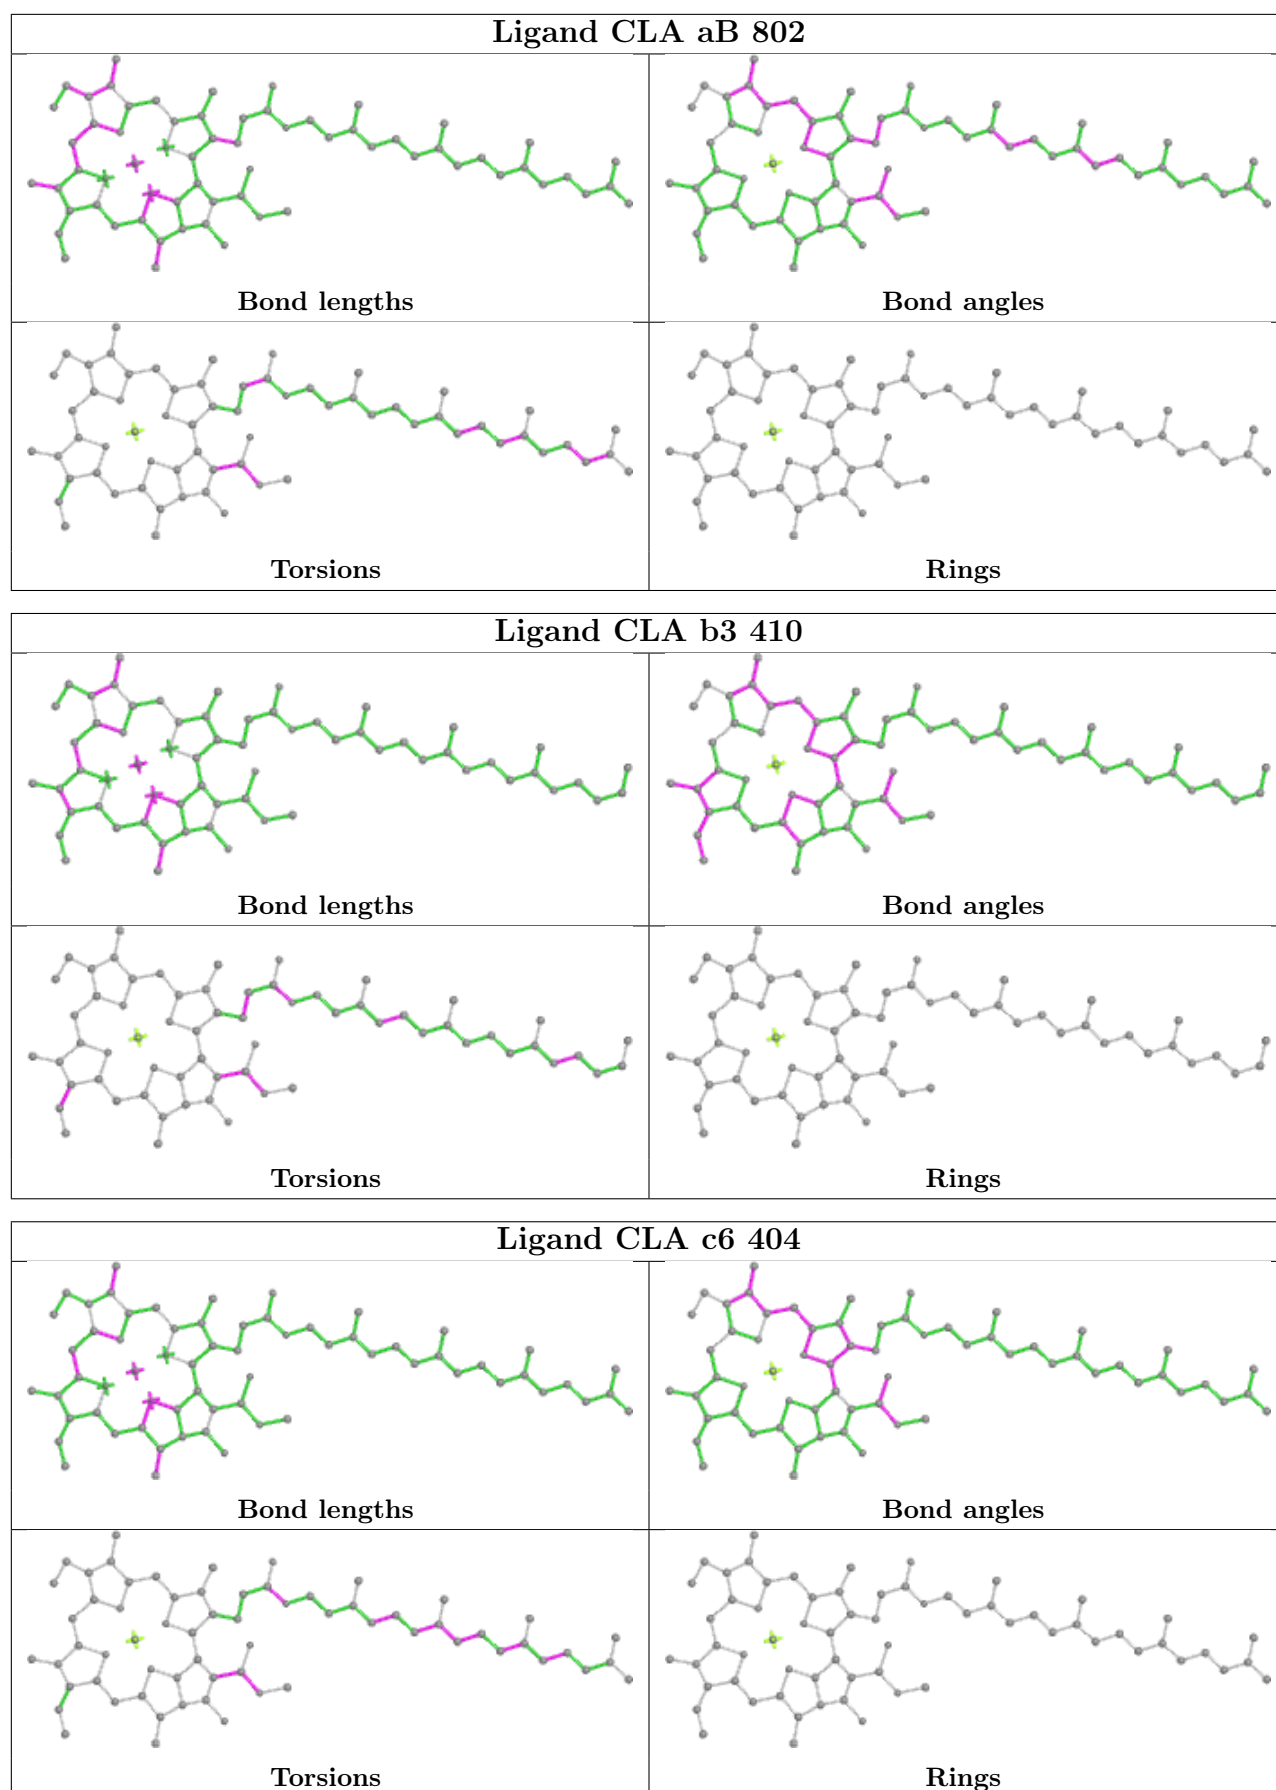 Ligand CLA aB 802
Bond lengths
Bond angles
Torsions
Rings
Ligand CLA b3 410
Bond lengths
Bond angles
Torsions
Rings
Ligand CLA c6 404
Bond lengths
Bond angles
Torsions
Rings